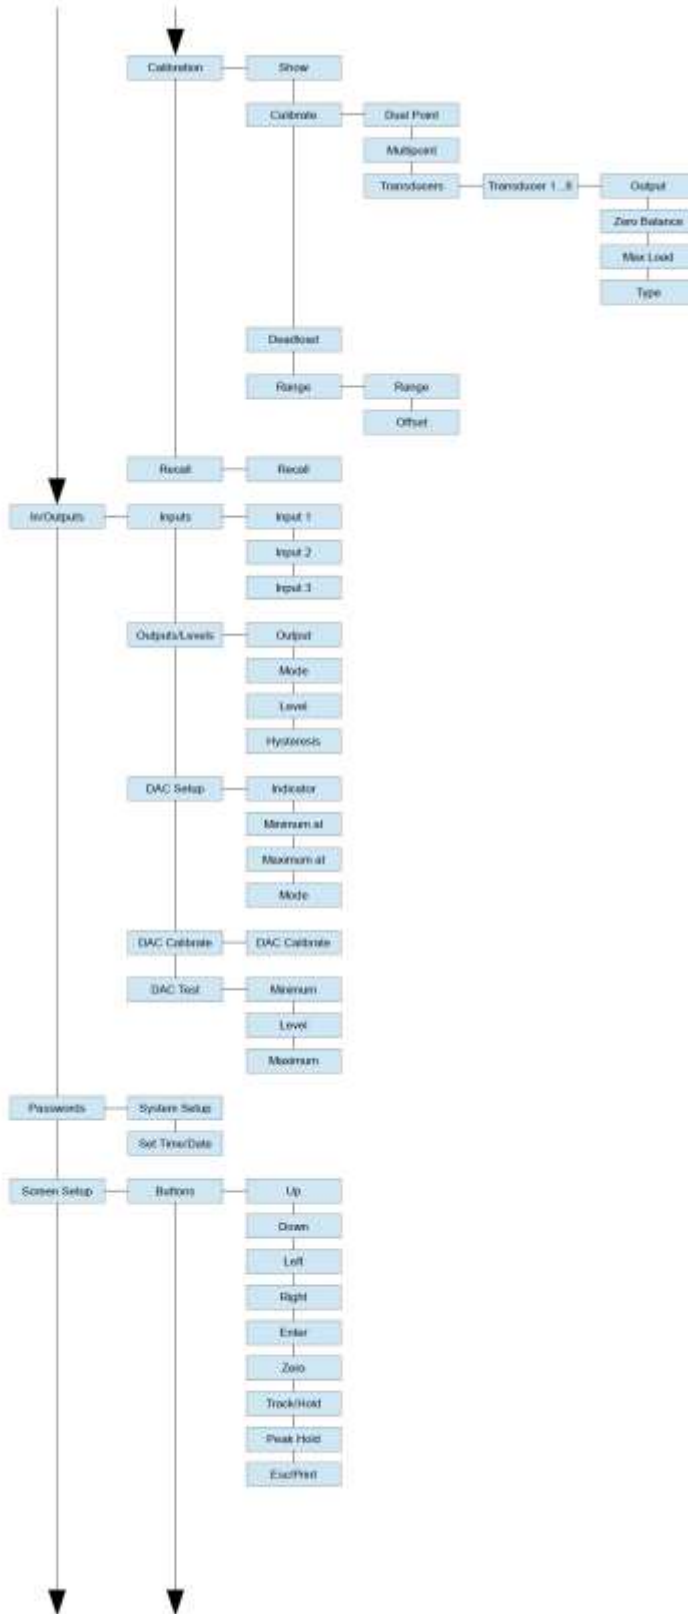 Calibration Show
Calibrate Dual Point
Multipoint
Transducers Transducer 1...8 Output
Zero Balance
Max Load
Type
Deadload
Range Range
Offset
Recall Recall
In/Outputs Inputs Input 1
Input 2
Input 3
Outputs/Levels Output
Mode
Level
Hysteresis
DAC Setup Indicator
Minimum at
Maximum at
Mode
DAC Calibrate DAC Calibrate
DAC Test Minimum
Level
Maximum
Passwords System Setup
Set Time/Date
Screen Setup Buttons Up
Down
Left
Right
Enter
Zero
Track/Hold
Peak Hold
Esc/Print